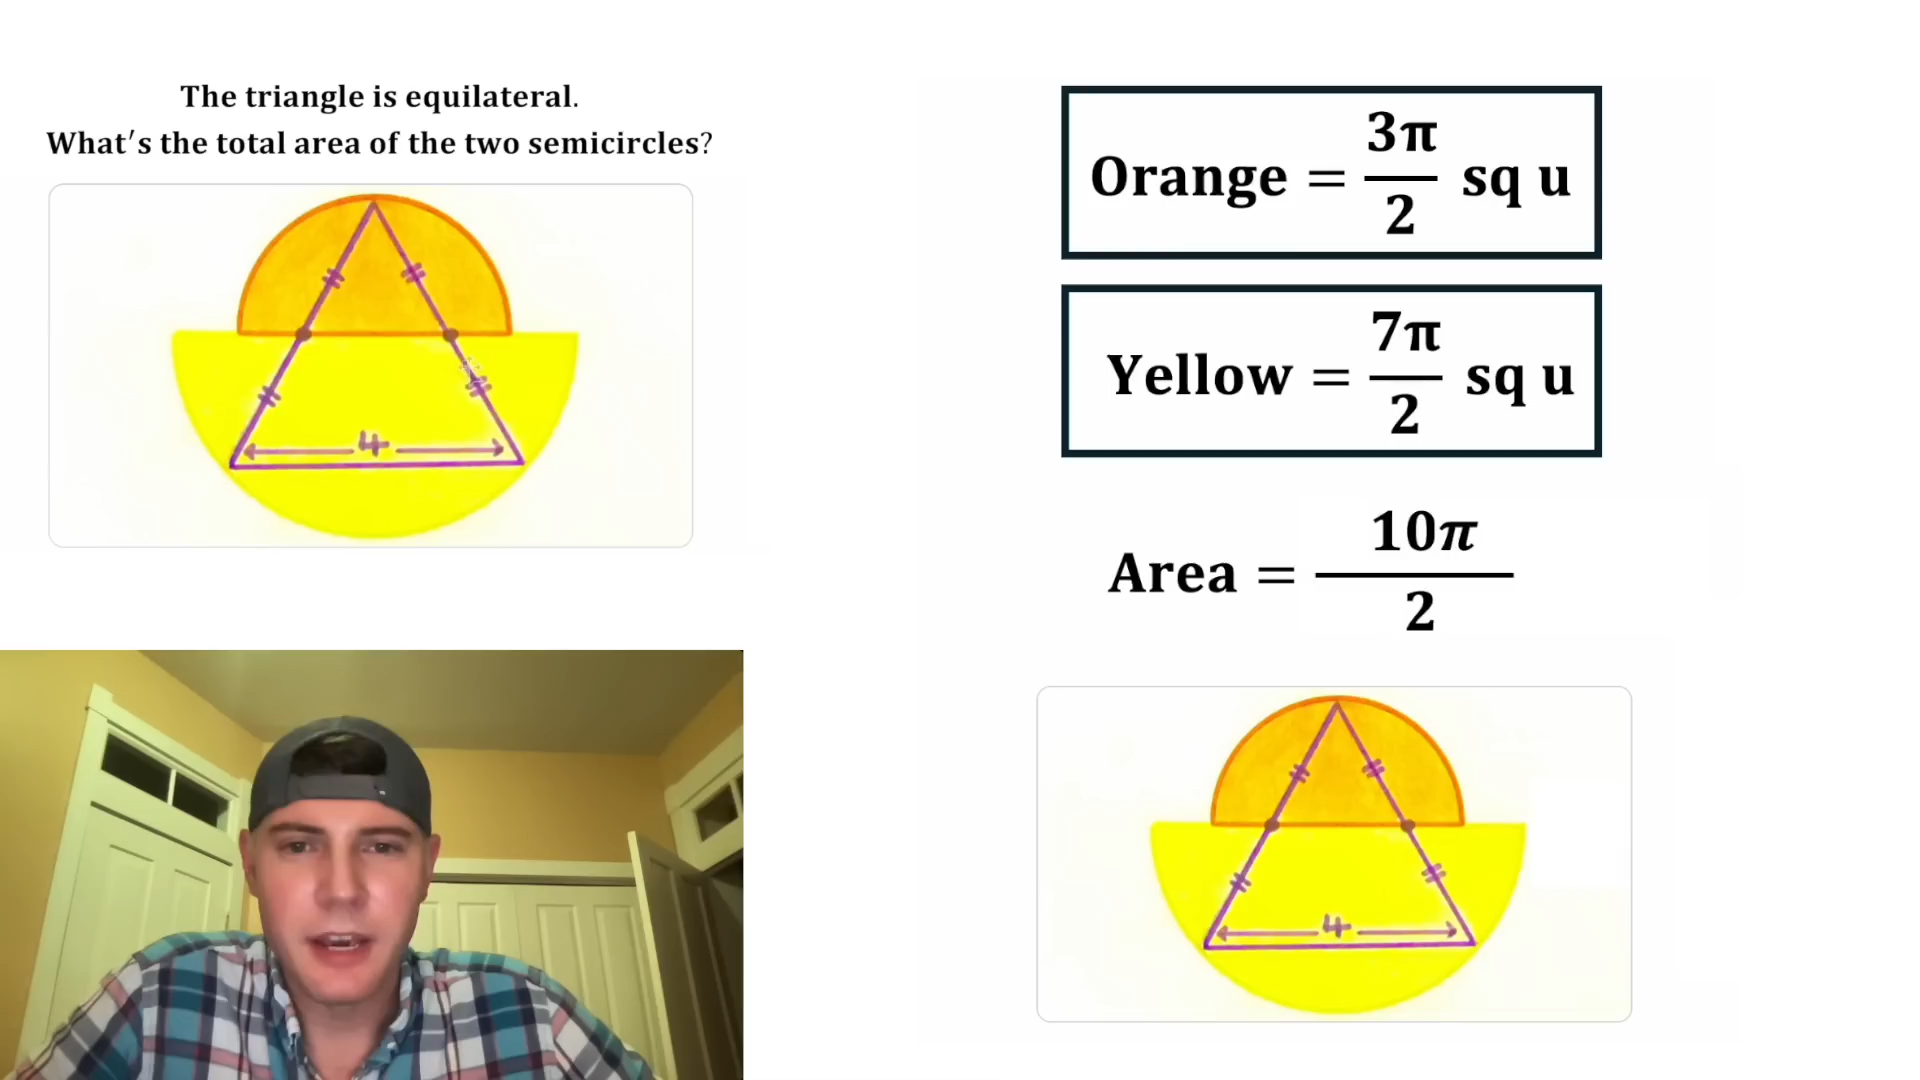 The triangle is equilateral.
What's the total area of the two semicircles?
4
Orange = 3π/2 sq u
Yellow = 7π/2 sq u
Area = 10π/2
4